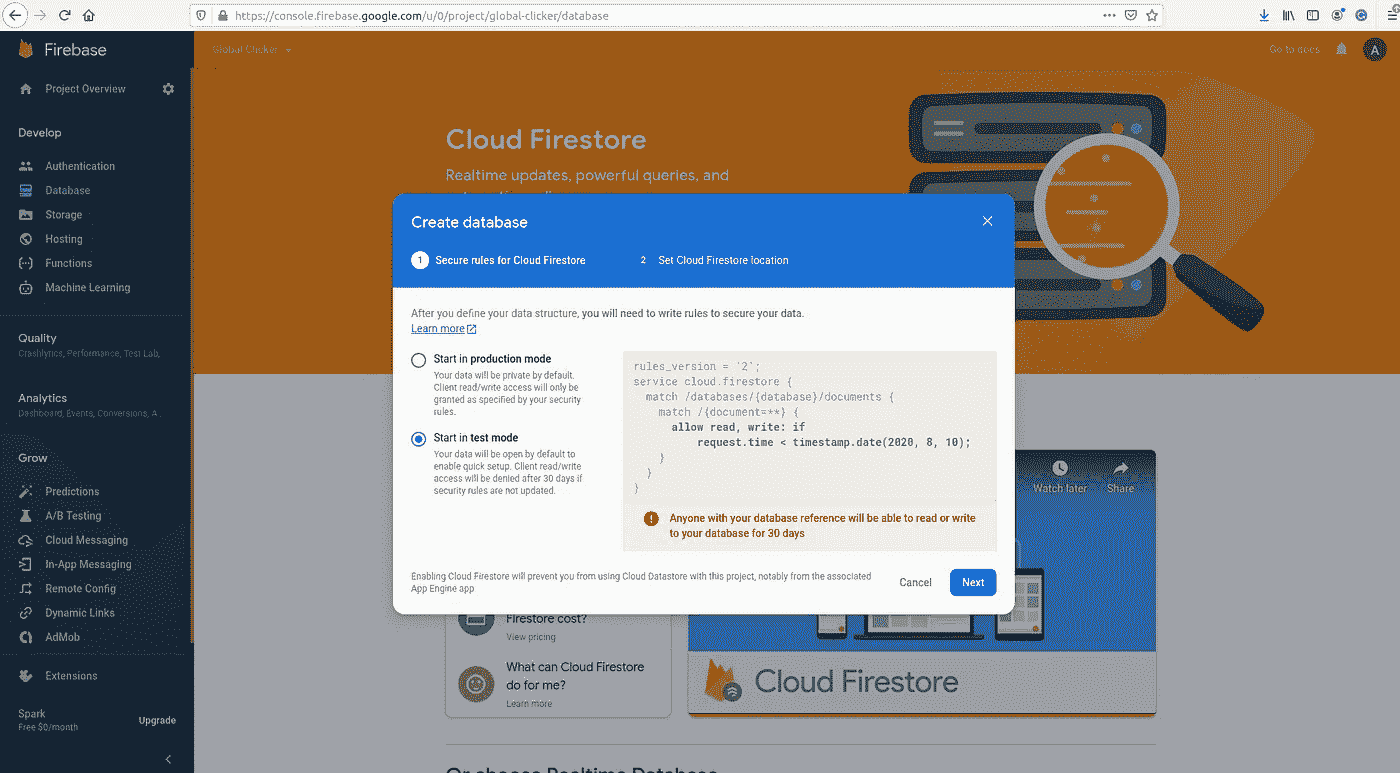 https://console.firebase.google.com/u/0/project/global-clicker/database
Firebase
Global Clicker
Go to docs
A
Project Overview
Develop
Authentication
Database
Storage
Hosting
Functions
Machine Learning
Quality
Crashlytics, Performance, Test Lab,
Analytics
Dashboard, Events, Conversions, A..
Grow
Predictions
A/B Testing
Cloud Messaging
In-App Messaging
Remote Config
Dynamic Links
AdMob
Extensions
Spark
Free $0/month
Upgrade
Cloud Firestore
Realtime updates, powerful queries, and
Create database
1 Secure rules for Cloud Firestore
2 Set Cloud Firestore location
After you define your data structure, you will need to write rules to secure your data.
Learn more
Start in production mode
Your data will be private by default.
Client read/write access will only be
granted as specified by your security
rules.
Start in test mode
Your data will be open by default to
enable quick setup. Client read/write
access will be denied after 30 days if
security rules are not updated.
rules_version = '2';
service cloud.firestore {
match /databases/{database}/documents {
match /{document=**} {
allow read, write: if
request.time < timestamp.date(2020, 8, 10);
}
}
}
Anyone with your database reference will be able to read or write
to your database for 30 days
Enabling Cloud Firestore will prevent you from using Cloud Datastore with this project, notably from the associated
App Engine app
Cancel
Next
Watch later
Share
Firestore cost?
View pricing
What can Cloud Firestore
do for me?
Learn more
Cloud Firestore
Or choose Realtime Database